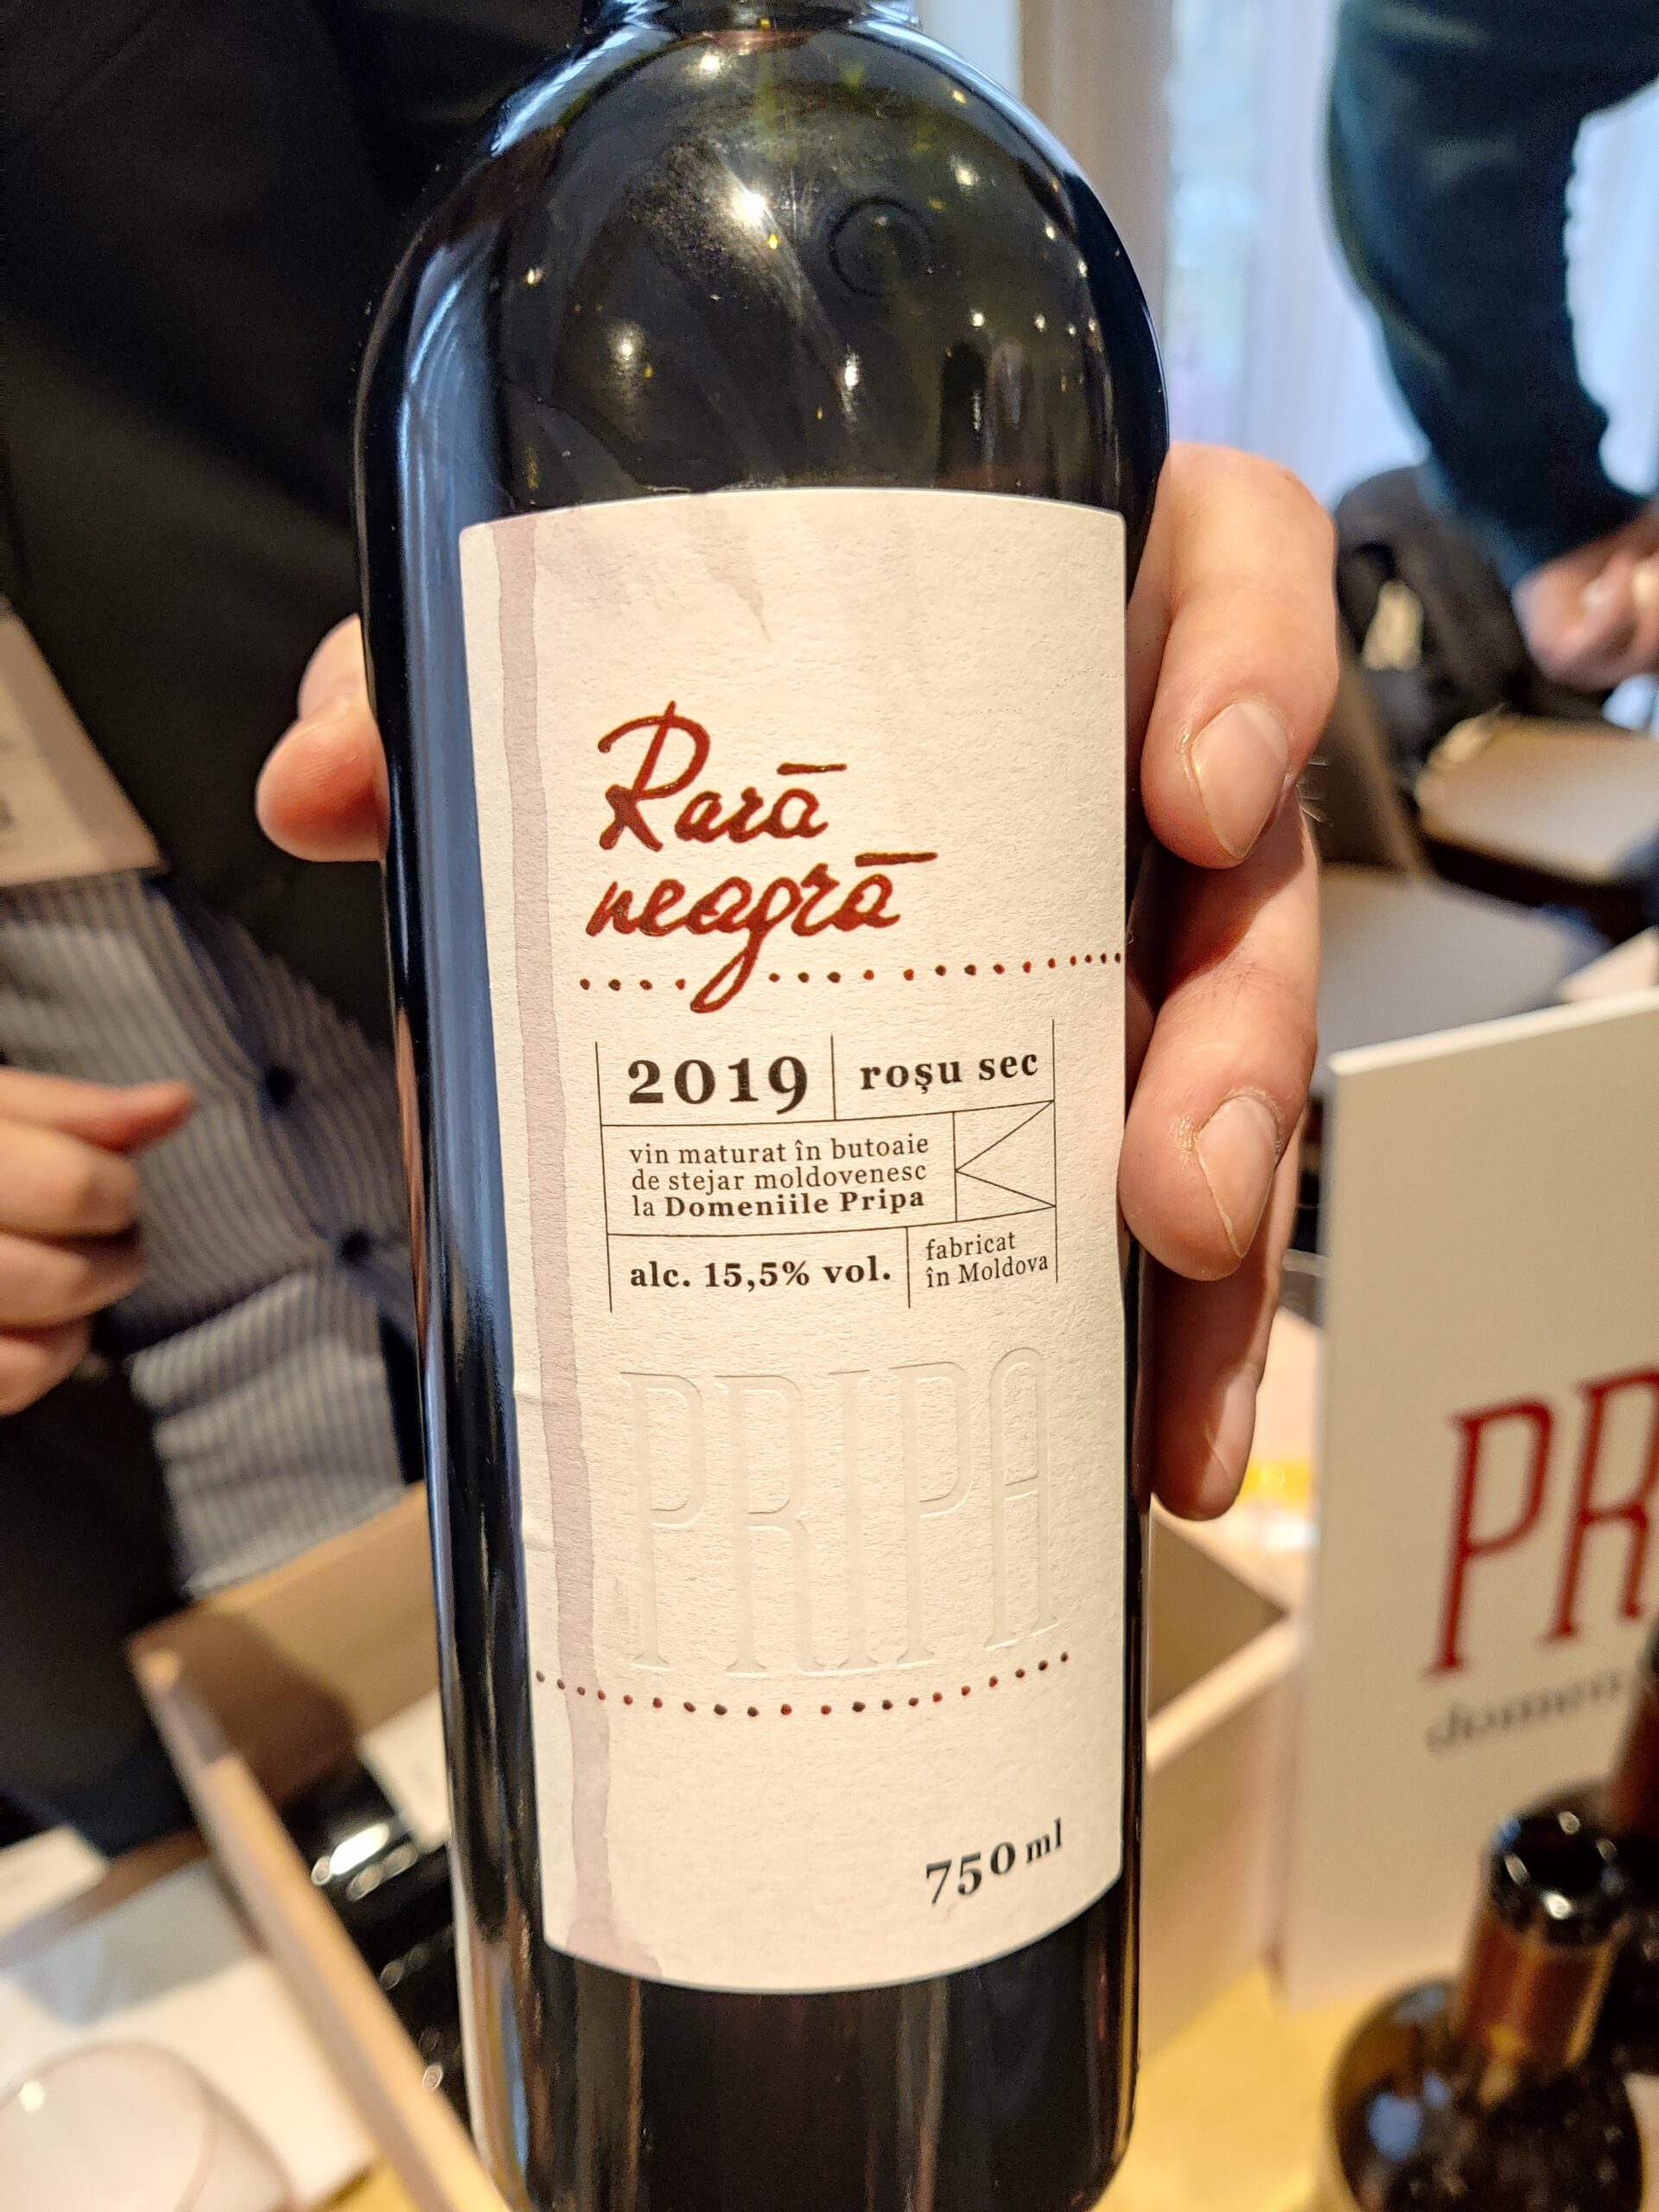 Rară
neagră
2019
roșu sec
vin maturat în butoaie
de stejar moldovenesc
la Domeniile Pripa
alc. 15,5% vol.
fabricat
în Moldova
PRIPA
750 ml
PR